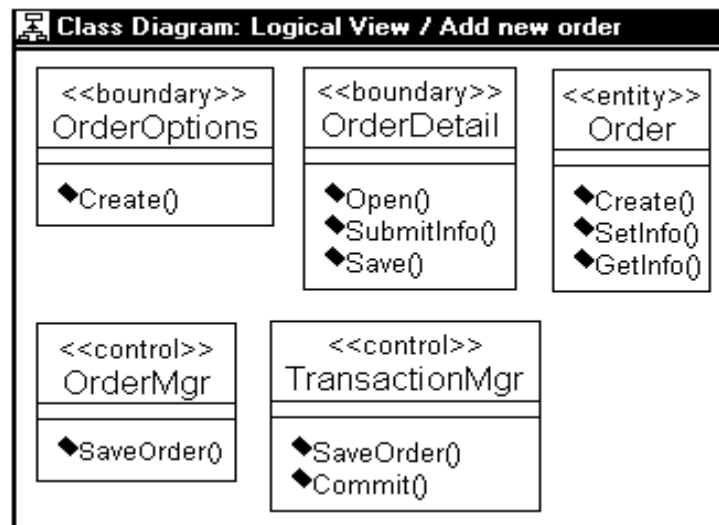 Class Diagram: Logical View / Add new order
<<boundary>>
OrderOptions
Create()
<<boundary>>
OrderDetail
Open()
SubmitInfo()
Save()
<<entity>>
Order
Create()
SetInfo()
GetInfo()
<<control>>
OrderMgr
SaveOrder()
<<control>>
TransactionMgr
SaveOrder()
Commit()